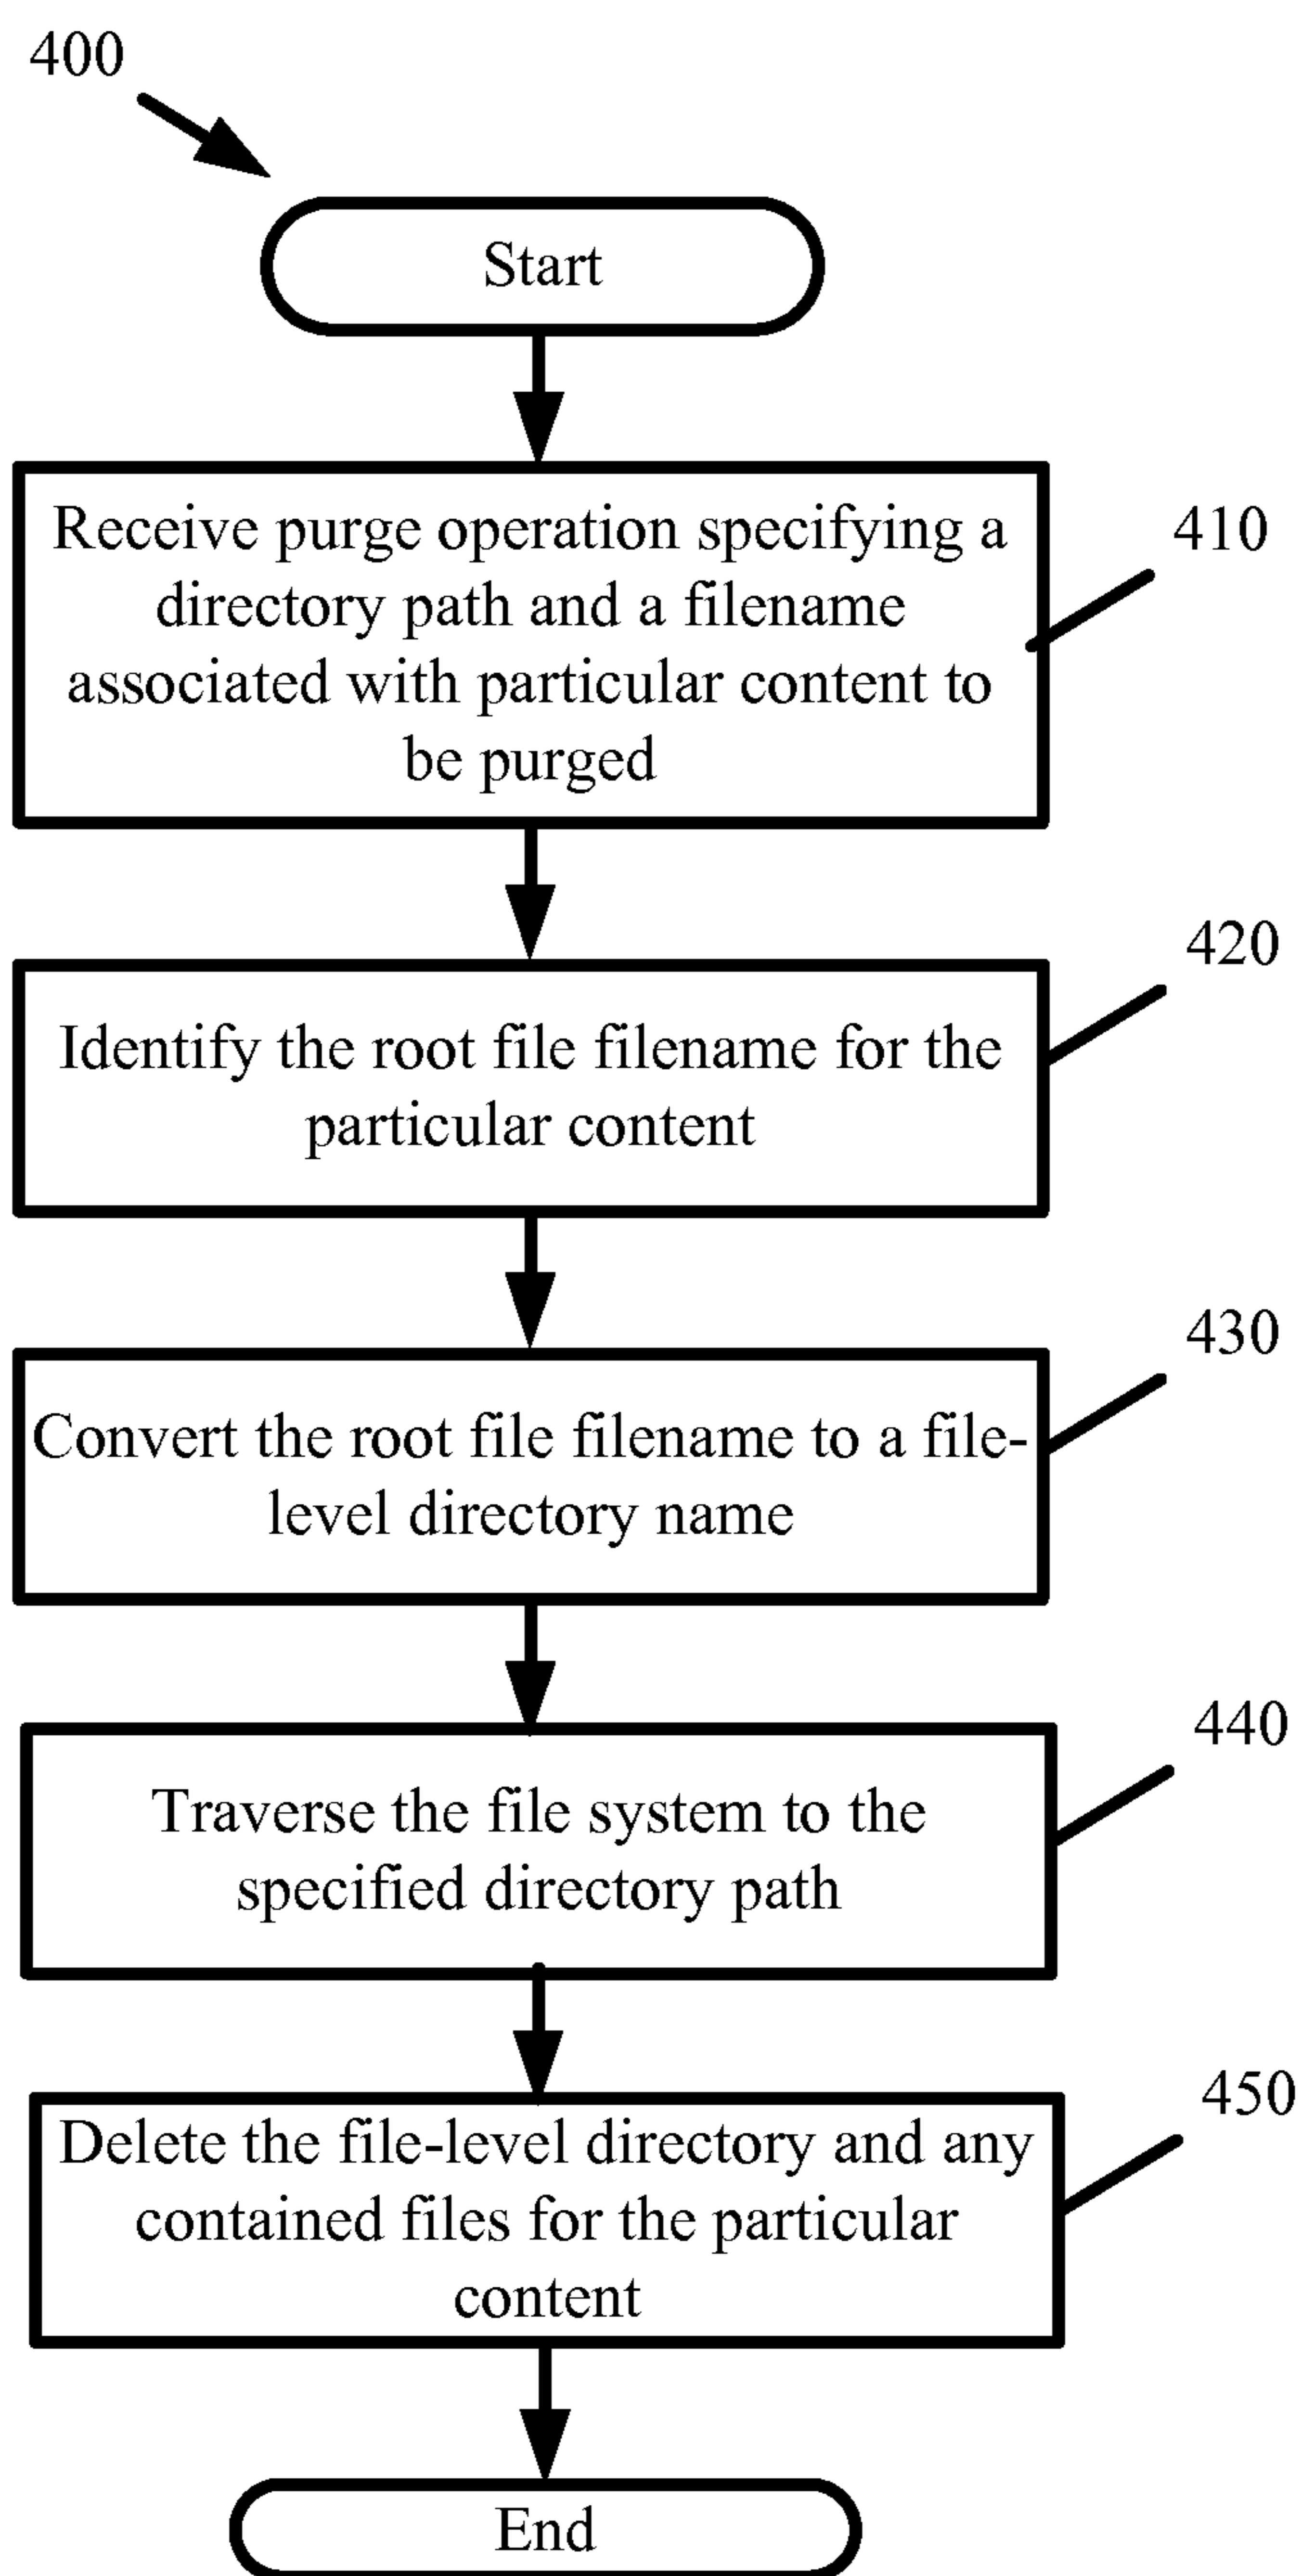 400
Start
Receive purge operation specifying a
directory path and a filename
associated with particular content to
be purged
410
Identify the root file filename for the
particular content
420
Convert the root file filename to a file-
level directory name
430
Traverse the file system to the
specified directory path
440
Delete the file-level directory and any
contained files for the particular
content
450
End